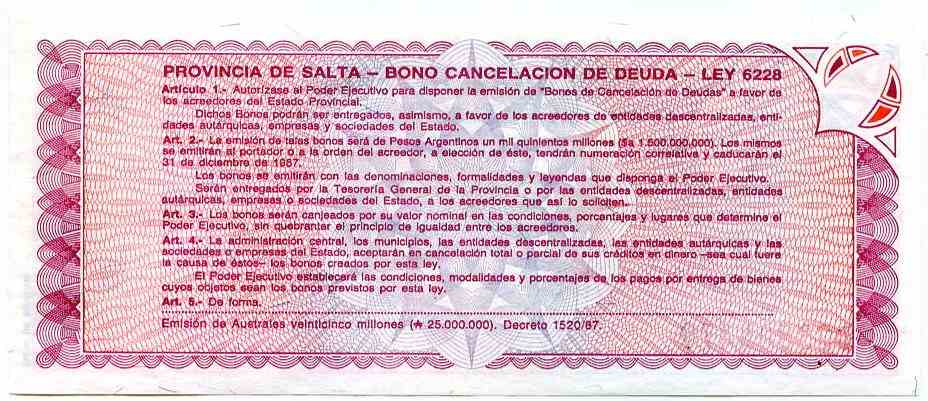 PROVINCIA DE SALTA – BONO CANCELACION DE DEUDA – LEY 6228
Artículo 1.- Autorízase al Poder Ejecutivo para disponer la emisión de "Bonos de Cancelación de Deudas" a favor de
los acreedores del Estado Provincial.
Dichos Bonos podrán ser entregados, asimismo, a favor de los acreedores de entidades descentralizadas, enti-
dades autárquicas, empresas y sociedades del Estado.
Art. 2.- La emisión de tales bonos será de Pesos Argentinos un mil quinientos millones ($a 1.500.000.000). Los mismos
se emitirán al portador o a la orden del acreedor, a elección de éste, tendrán numeración correlativa y caducarán el
31 de diciembre de 1987.
Los bonos se emitirán con las denominaciones, formalidades y leyendas que disponga el Poder Ejecutivo.
Serán entregados por la Tesorería General de la Provincia o por las entidades descentralizadas, entidades
autárquicas, empresas o sociedades del Estado, a los acreedores que así lo soliciten.
Art. 3.- Los bonos serán canjeados por su valor nominal en las condiciones, porcentajes y lugares que determine el
Poder Ejecutivo, sin quebrantar el principio de igualdad entre los acreedores.
Art. 4.- La administración central, los municipios, las entidades descentralizadas, las entidades autárquicas y las
sociedades o empresas del Estado, aceptarán en cancelación total o parcial de sus créditos en dinero –sea cual fuere
la causa de éstos– los bonos creados por esta ley.
El Poder Ejecutivo establecerá las condiciones, modalidades y porcentajes de los pagos por entrega de bienes
cuyos objetos sean los bonos previstos por esta ley.
Art. 5.- De forma.
Emisión de Australes veinticinco millones (₳ 25.000.000). Decreto 1520/87.